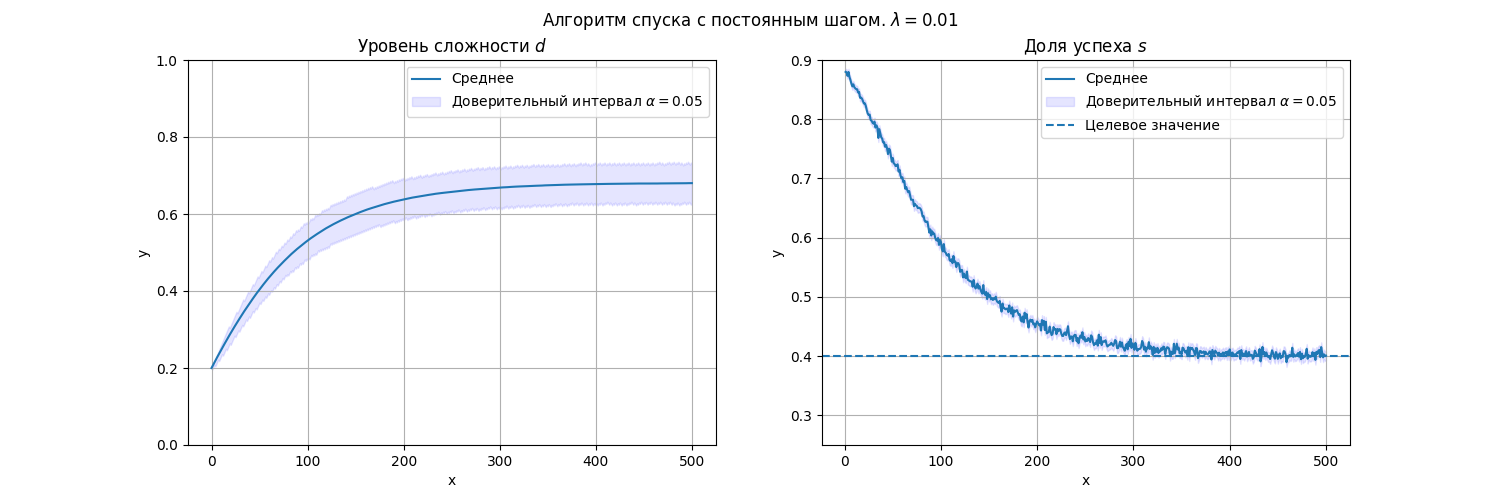 Алгоритм спуска с постоянным шагом. λ = 0.01
Уровень сложности d
1.0
0.8
0.6
0.4
0.2
0.0
y
Среднее
Доверительный интервал α = 0.05
0 100 200 300 400 500
x
Доля успеха s
0.9
0.8
0.7
0.6
0.5
0.4
0.3
y
Среднее
Доверительный интервал α = 0.05
Целевое значение
0 100 200 300 400 500
x